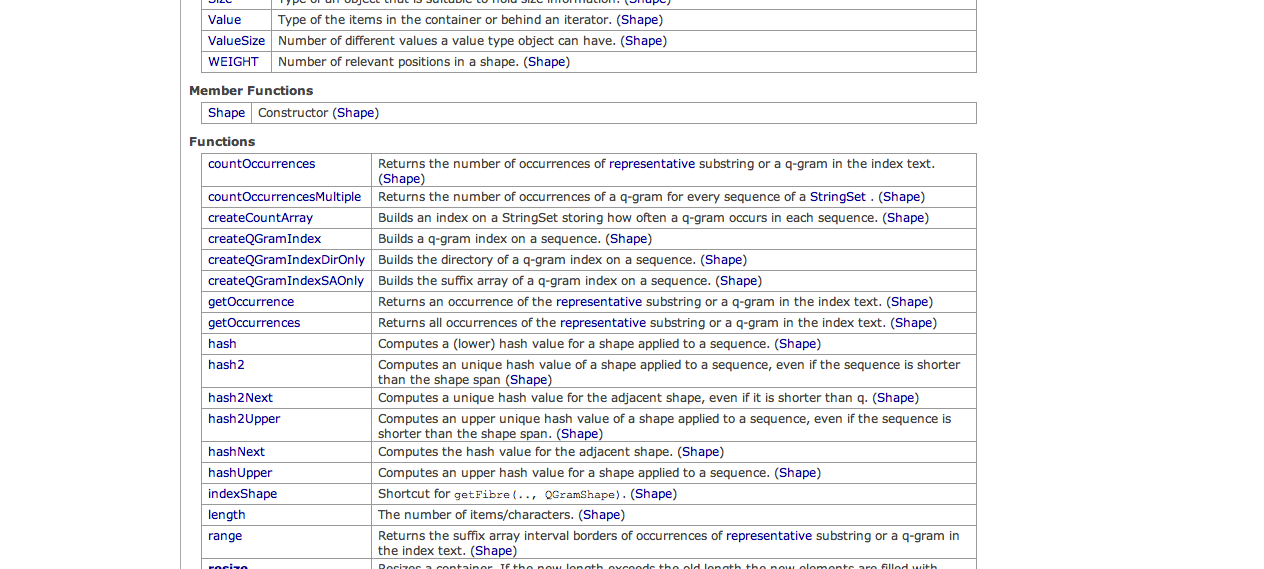 Size Type of an object that is suitable to hold size information. (Shape)
Value Type of the items in the container or behind an iterator. (Shape)
ValueSize Number of different values a value type object can have. (Shape)
WEIGHT Number of relevant positions in a shape. (Shape)
Member Functions
Shape Constructor (Shape)
Functions
countOccurrences Returns the number of occurrences of representative substring or a q-gram in the index text.
(Shape)
countOccurrencesMultiple Returns the number of occurrences of a q-gram for every sequence of a StringSet . (Shape)
createCountArray Builds an index on a StringSet storing how often a q-gram occurs in each sequence. (Shape)
createQGramIndex Builds a q-gram index on a sequence. (Shape)
createQGramIndexDirOnly Builds the directory of a q-gram index on a sequence. (Shape)
createQGramIndexSAOnly Builds the suffix array of a q-gram index on a sequence. (Shape)
getOccurrence Returns an occurrence of the representative substring or a q-gram in the index text. (Shape)
getOccurrences Returns all occurrences of the representative substring or a q-gram in the index text. (Shape)
hash Computes a (lower) hash value for a shape applied to a sequence. (Shape)
hash2 Computes an unique hash value of a shape applied to a sequence, even if the sequence is shorter
than the shape span (Shape)
hash2Next Computes a unique hash value for the adjacent shape, even if it is shorter than q. (Shape)
hash2Upper Computes an upper unique hash value of a shape applied to a sequence, even if the sequence is
shorter than the shape span. (Shape)
hashNext Computes the hash value for the adjacent shape. (Shape)
hashUpper Computes an upper hash value for a shape applied to a sequence. (Shape)
indexShape Shortcut for getFibre(.., QGramShape). (Shape)
length The number of items/characters. (Shape)
range Returns the suffix array interval borders of occurrences of representative substring or a q-gram in
the index text. (Shape)
resize Resizes a container. If the new length exceeds the old length the new elements are filled with